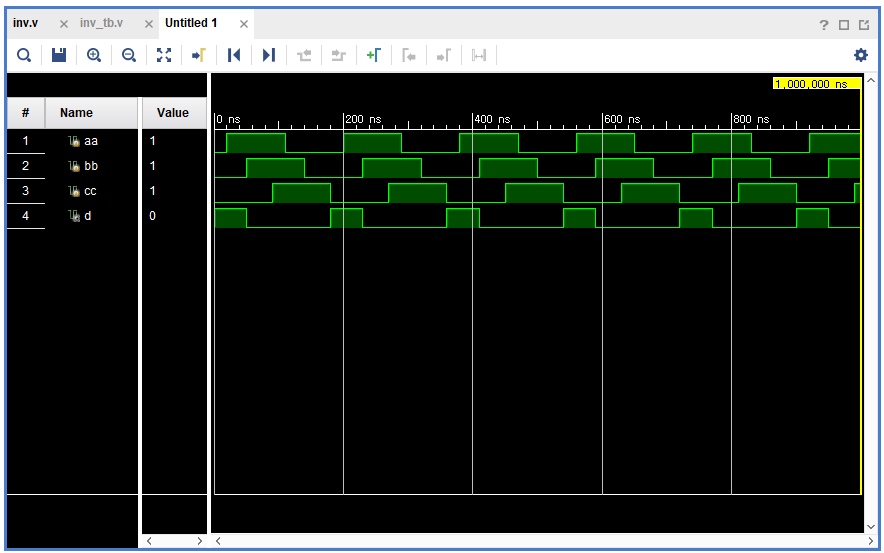 inv.v × inv_tb.v × Untitled 1 ×
?
1,000,000 ns
# Name Value
0 ns 200 ns 400 ns 600 ns 800 ns
1 aa 1
2 bb 1
3 cc 1
4 d 0